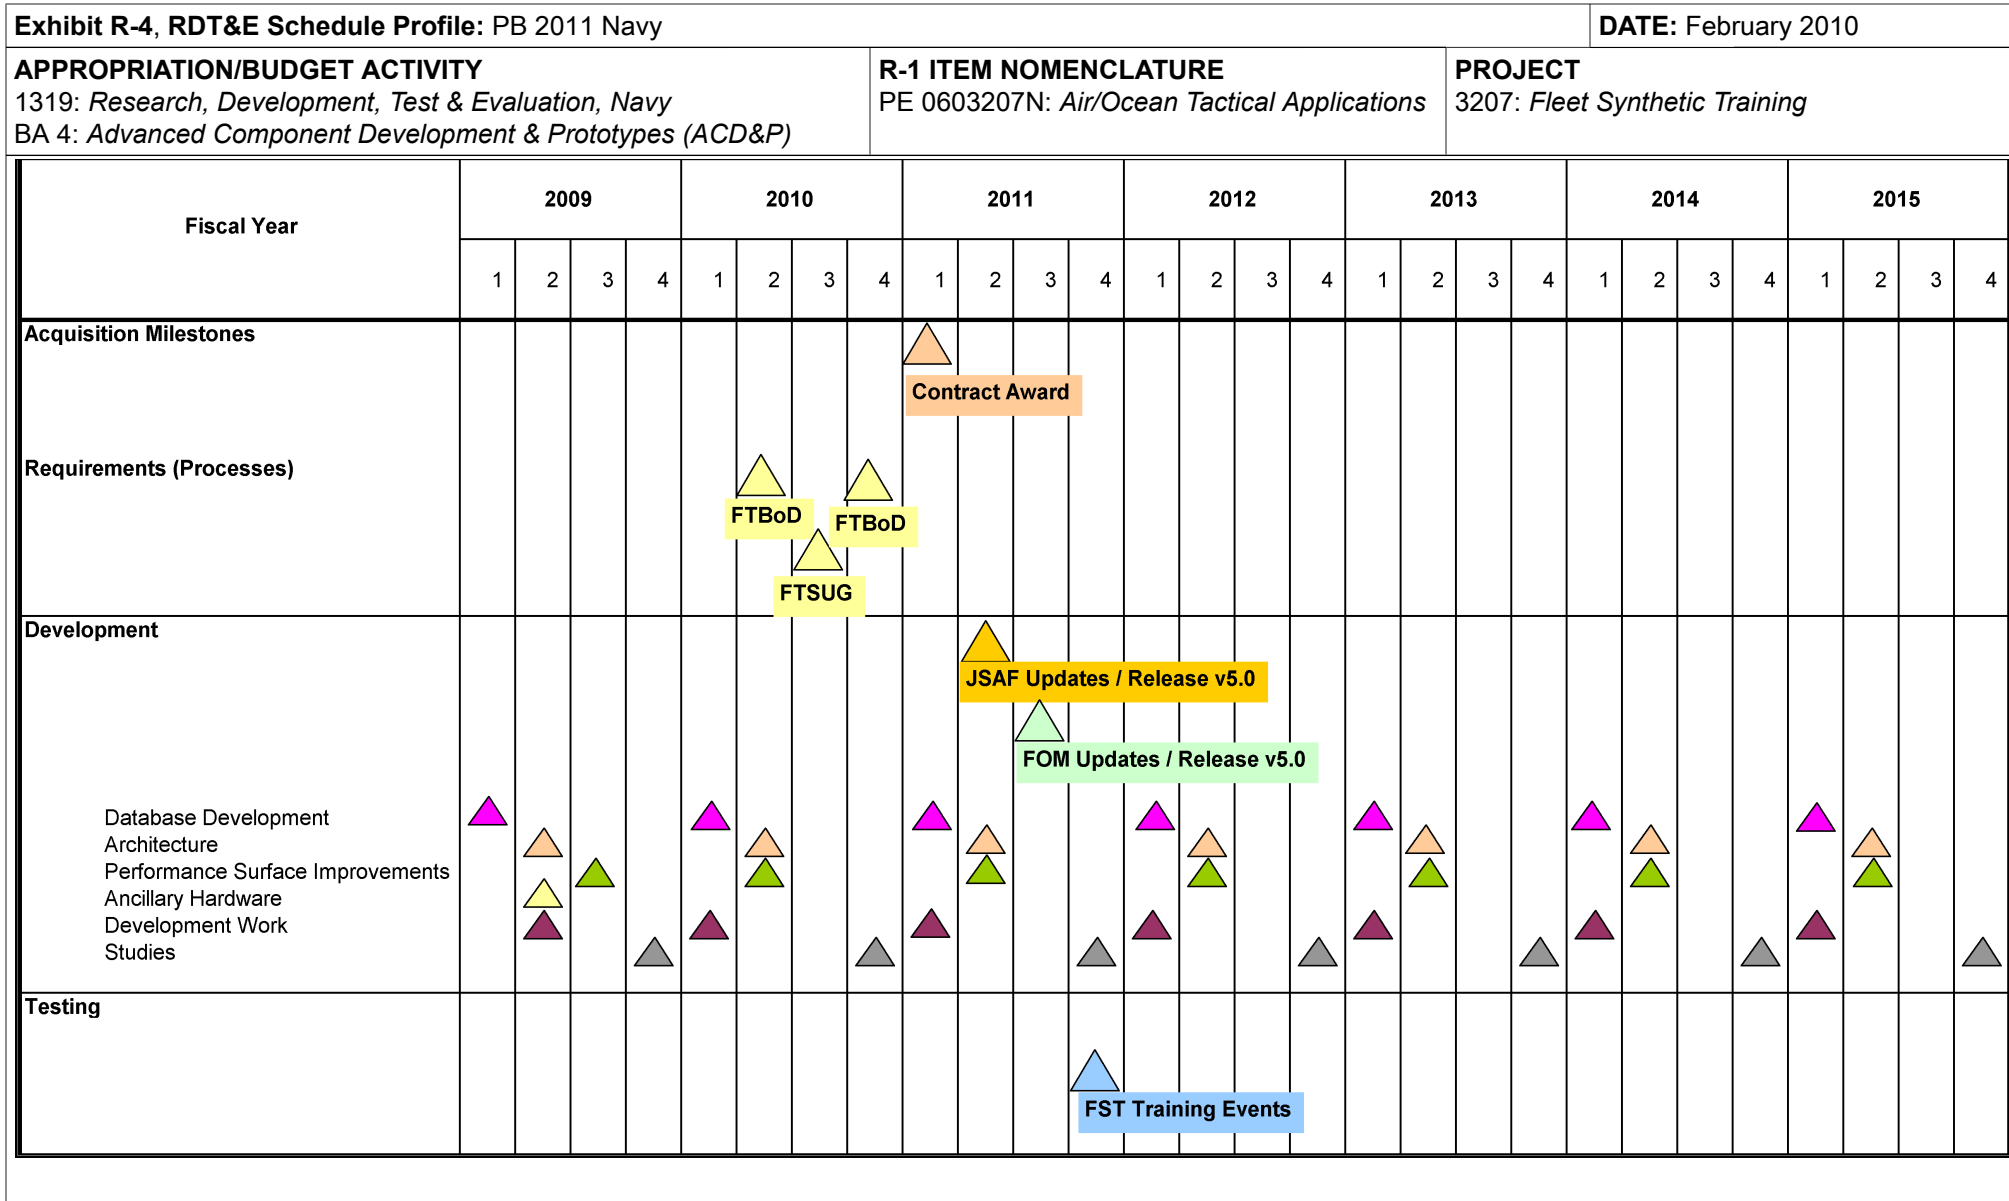 Exhibit R-4, RDT&E Schedule Profile: PB 2011 Navy
DATE: February 2010
APPROPRIATION/BUDGET ACTIVITY
1319: Research, Development, Test & Evaluation, Navy
BA 4: Advanced Component Development & Prototypes (ACD&P)
R-1 ITEM NOMENCLATURE
PE 0603207N: Air/Ocean Tactical Applications
PROJECT
3207: Fleet Synthetic Training
Fiscal Year
2009 2010 2011 2012 2013 2014 2015
1 2 3 4 1 2 3 4 1 2 3 4 1 2 3 4 1 2 3 4 1 2 3 4 1 2 3 4
Acquisition Milestones
Contract Award
Requirements (Processes)
FTBoD
FTBoD
FTSUG
Development
JSAF Updates / Release v5.0
FOM Updates / Release v5.0
Database Development
Architecture
Performance Surface Improvements
Ancillary Hardware
Development Work
Studies
Testing
FST Training Events